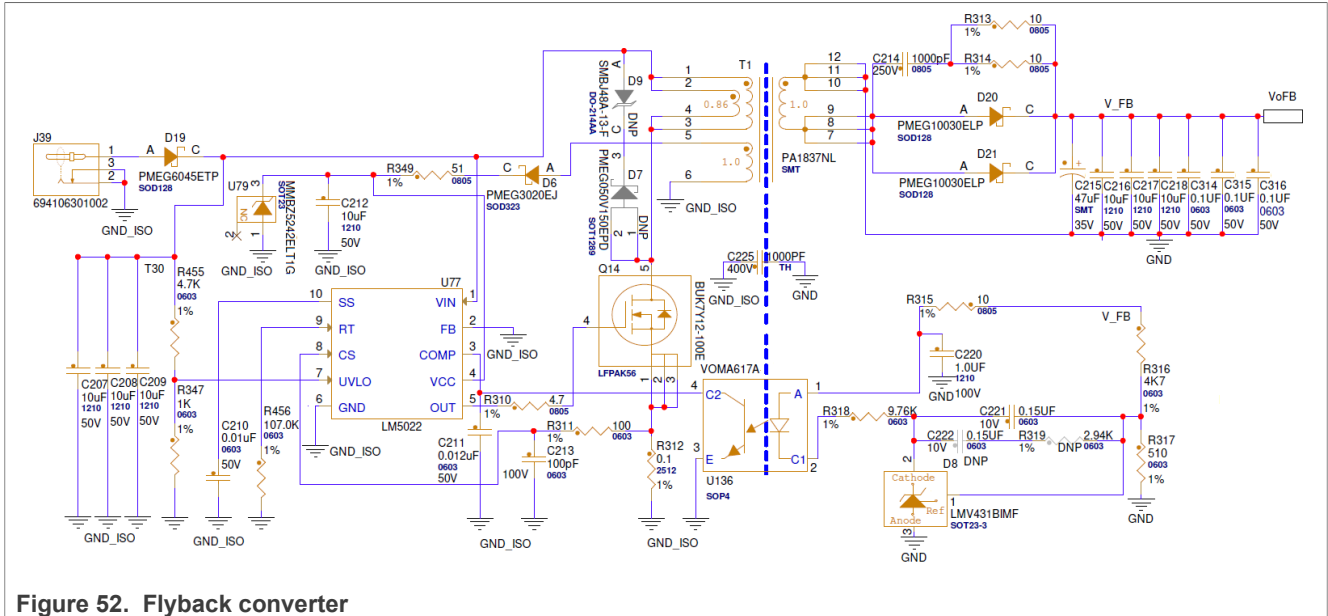 R313
10
1%
0805
C214
1000pF
250V
0805
R314
10
1%
0805
SMBJ48A-13-F
DO-214AA
A
D9
C
DNP
T1
1
2
4
3
5
6
0.86
1.0
1.0
12
11
10
9
8
7
PA1837NL
SMT
D20
A
C
PMEG10030ELP
SOD128
D21
A
C
PMEG10030ELP
SOD128
V_FB
VoFB
C215
47uF
SMT
35V
C216
10uF
1210
50V
C217
10uF
1210
50V
C218
10uF
1210
50V
C314
0.1UF
0603
50V
C315
0.1UF
0603
50V
C316
0.1UF
0603
50V
GND
J39
1
3
2
694106301002
GND_ISO
D19
A
C
PMEG6045ETP
SOD128
U79
SOT23
MMBZ5242ELT1G
3
NC
2
1
GND_ISO
R349
51
1%
0805
C
A
D6
PMEG3020EJ
SOD323
C212
10uF
1210
50V
GND_ISO
3
D7
PMEG050V150EPD
SOT1289
2
1
DNP
GND_ISO
C225
1000PF
400V
TH
GND_ISO
GND
Q14
5
4
BUK7Y12-100E
LFPAK56
1
2
3
T30
R455
4.7K
0603
1%
R347
1K
0603
1%
C207
10uF
1210
50V
C208
10uF
1210
50V
C209
10uF
1210
50V
GND_ISO
C210
0.01uF
0603
50V
R456
107.0K
0603
1%
GND_ISO
U77
10
SS
VIN
1
9
RT
FB
2
8
CS
COMP
3
7
UVLO
VCC
4
6
GND
OUT
5
LM5022
GND_ISO
GND_ISO
R310
4.7
1%
0805
R311
100
1%
0603
C211
0.012uF
0603
50V
C213
100pF
0603
100V
GND_ISO
R312
0.1
2512
1%
GND_ISO
VOMA617A
4
C2
A
1
3
E
C1
2
U136
SOP4
GND_ISO
R315
10
1%
0805
C220
1.0UF
1210
100V
GND
V_FB
R316
4K7
0603
1%
R317
510
0603
1%
GND
R318
9.76K
1%
0603
C221
0.15UF
10V
0603
C222
0.15UF
10V
0603
DNP
R319
2.94K
1%
DNP
0603
D8
2
Cathode
Ref
Anode
1
3
LMV431BIMF
SOT23-3
GND
Figure 52. Flyback converter